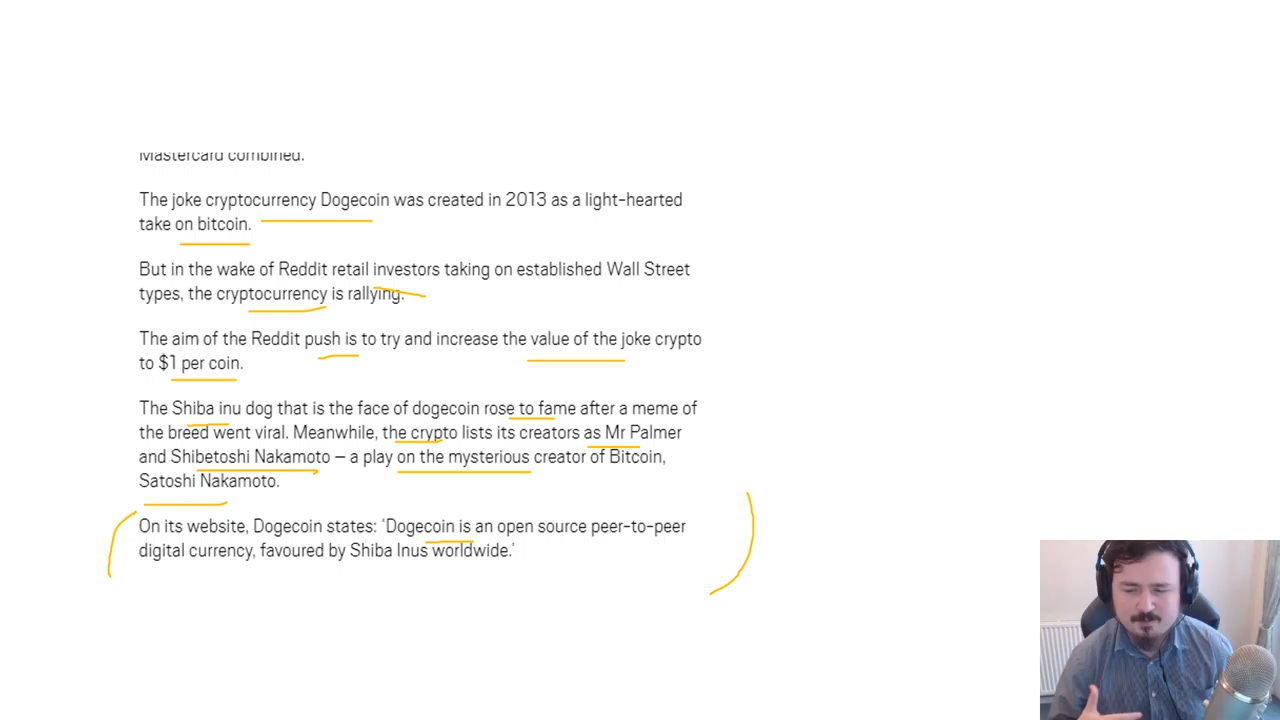 Mastercard combined.
The joke cryptocurrency Dogecoin was created in 2013 as a light-hearted
take on bitcoin.
But in the wake of Reddit retail investors taking on established Wall Street
types, the cryptocurrency is rallying.
The aim of the Reddit push is to try and increase the value of the joke crypto
to $1 per coin.
The Shiba inu dog that is the face of dogecoin rose to fame after a meme of
the breed went viral. Meanwhile, the crypto lists its creators as Mr Palmer
and Shibetoshi Nakamoto – a play on the mysterious creator of Bitcoin,
Satoshi Nakamoto.
On its website, Dogecoin states: ‘Dogecoin is an open source peer-to-peer
digital currency, favoured by Shiba Inus worldwide.’